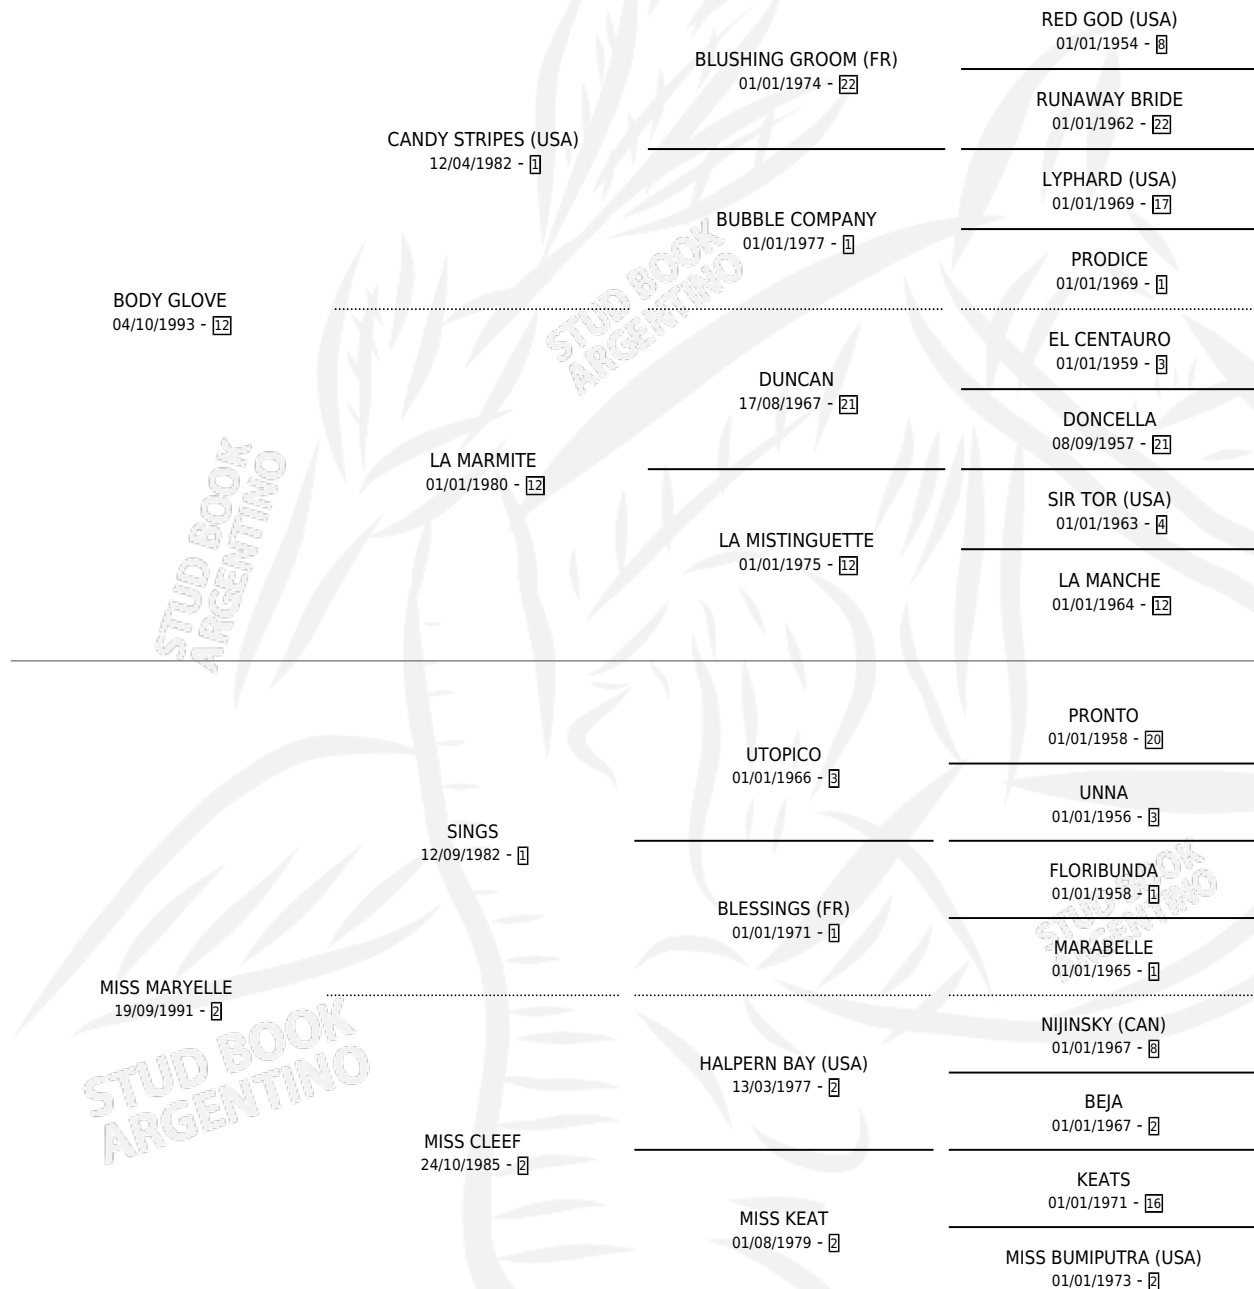 RED GOD (USA)
01/01/1954 - 8
BLUSHING GROOM (FR)
01/01/1974 - 22
RUNAWAY BRIDE
01/01/1962 - 22
CANDY STRIPES (USA)
12/04/1982 - 1
LYPHARD (USA)
01/01/1969 - 17
BUBBLE COMPANY
01/01/1977 - 1
PRODICE
01/01/1969 - 1
BODY GLOVE
04/10/1993 - 12
STUD BOOK
ARGENTINO
EL CENTAURO
01/01/1959 - 3
DUNCAN
17/08/1967 - 21
DONCELLA
08/09/1957 - 21
LA MARMITE
01/01/1980 - 12
SIR TOR (USA)
01/01/1963 - 4
LA MISTINGUETTE
01/01/1975 - 12
LA MANCHE
01/01/1964 - 12
STUD BOOK
ARGENTINO
PRONTO
01/01/1958 - 20
UTOPICO
01/01/1966 - 3
UNNA
01/01/1956 - 3
SINGS
12/09/1982 - 1
FLORIBUNDA
01/01/1958 - 1
BLESSINGS (FR)
01/01/1971 - 1
STUD BOOK
ARGENTINO
MARABELLE
01/01/1965 - 1
MISS MARYELLE
19/09/1991 - 2
STUD BOOK
ARGENTINO
NIJINSKY (CAN)
01/01/1967 - 8
HALPERN BAY (USA)
13/03/1977 - 2
BEJA
01/01/1967 - 2
MISS CLEEF
24/10/1985 - 2
KEATS
01/01/1971 - 16
MISS KEAT
01/08/1979 - 2
MISS BUMIPUTRA (USA)
01/01/1973 - 2